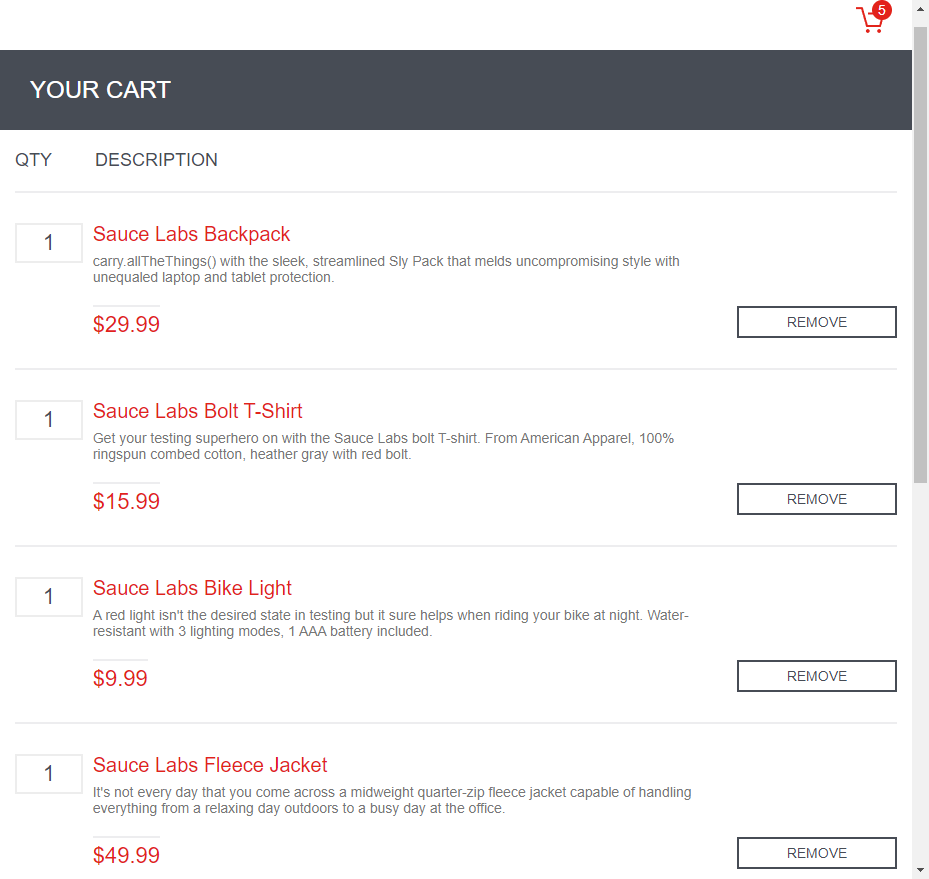 5
YOUR CART
QTY DESCRIPTION
1 Sauce Labs Backpack
carry.allTheThings() with the sleek, streamlined Sly Pack that melds uncompromising style with
unequaled laptop and tablet protection.
$29.99 REMOVE
1 Sauce Labs Bolt T-Shirt
Get your testing superhero on with the Sauce Labs bolt T-shirt. From American Apparel, 100%
ringspun combed cotton, heather gray with red bolt.
$15.99 REMOVE
1 Sauce Labs Bike Light
A red light isn't the desired state in testing but it sure helps when riding your bike at night. Water-
resistant with 3 lighting modes, 1 AAA battery included.
$9.99 REMOVE
1 Sauce Labs Fleece Jacket
It's not every day that you come across a midweight quarter-zip fleece jacket capable of handling
everything from a relaxing day outdoors to a busy day at the office.
$49.99 REMOVE